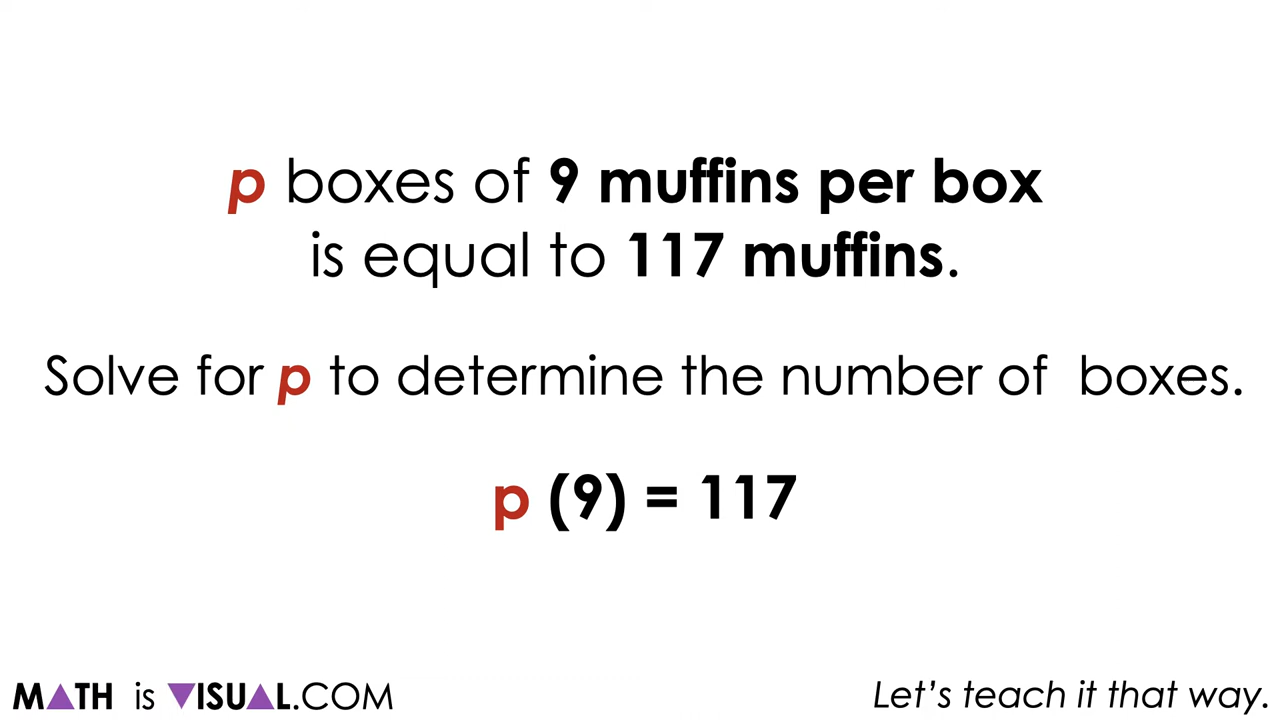 p boxes of 9 muffins per box
is equal to 117 muffins.
Solve for p to determine the number of boxes.
p (9) = 117
MATH is VISUAL.COM
Let's teach it that way.